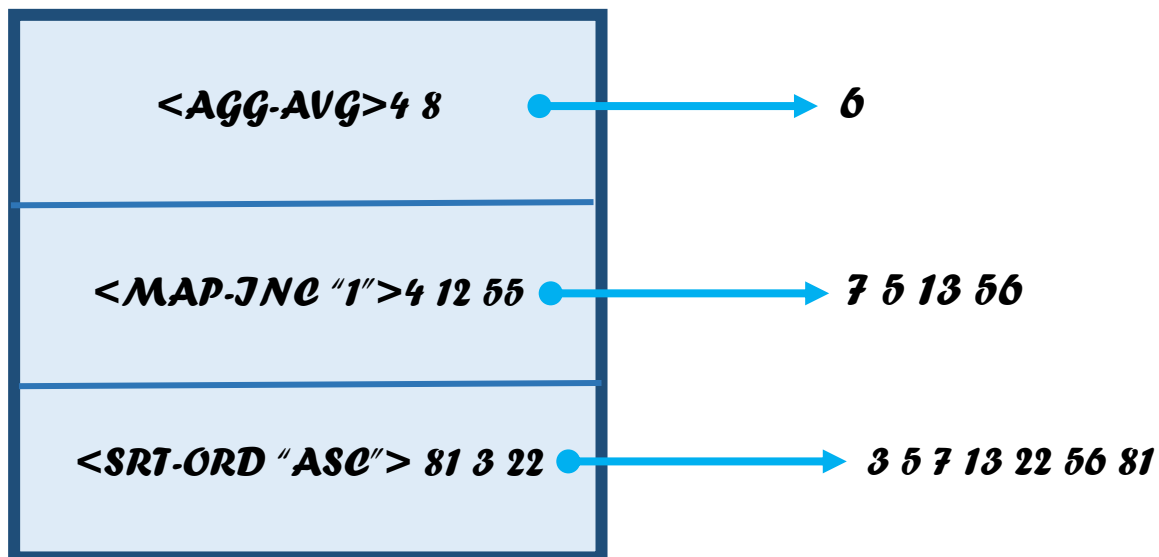 <AGG-AVG>4 8 6
<MAP-INC “1”>4 12 55 7 5 13 56
<SRT-ORD “ASC”> 81 3 22 3 5 7 13 22 56 81